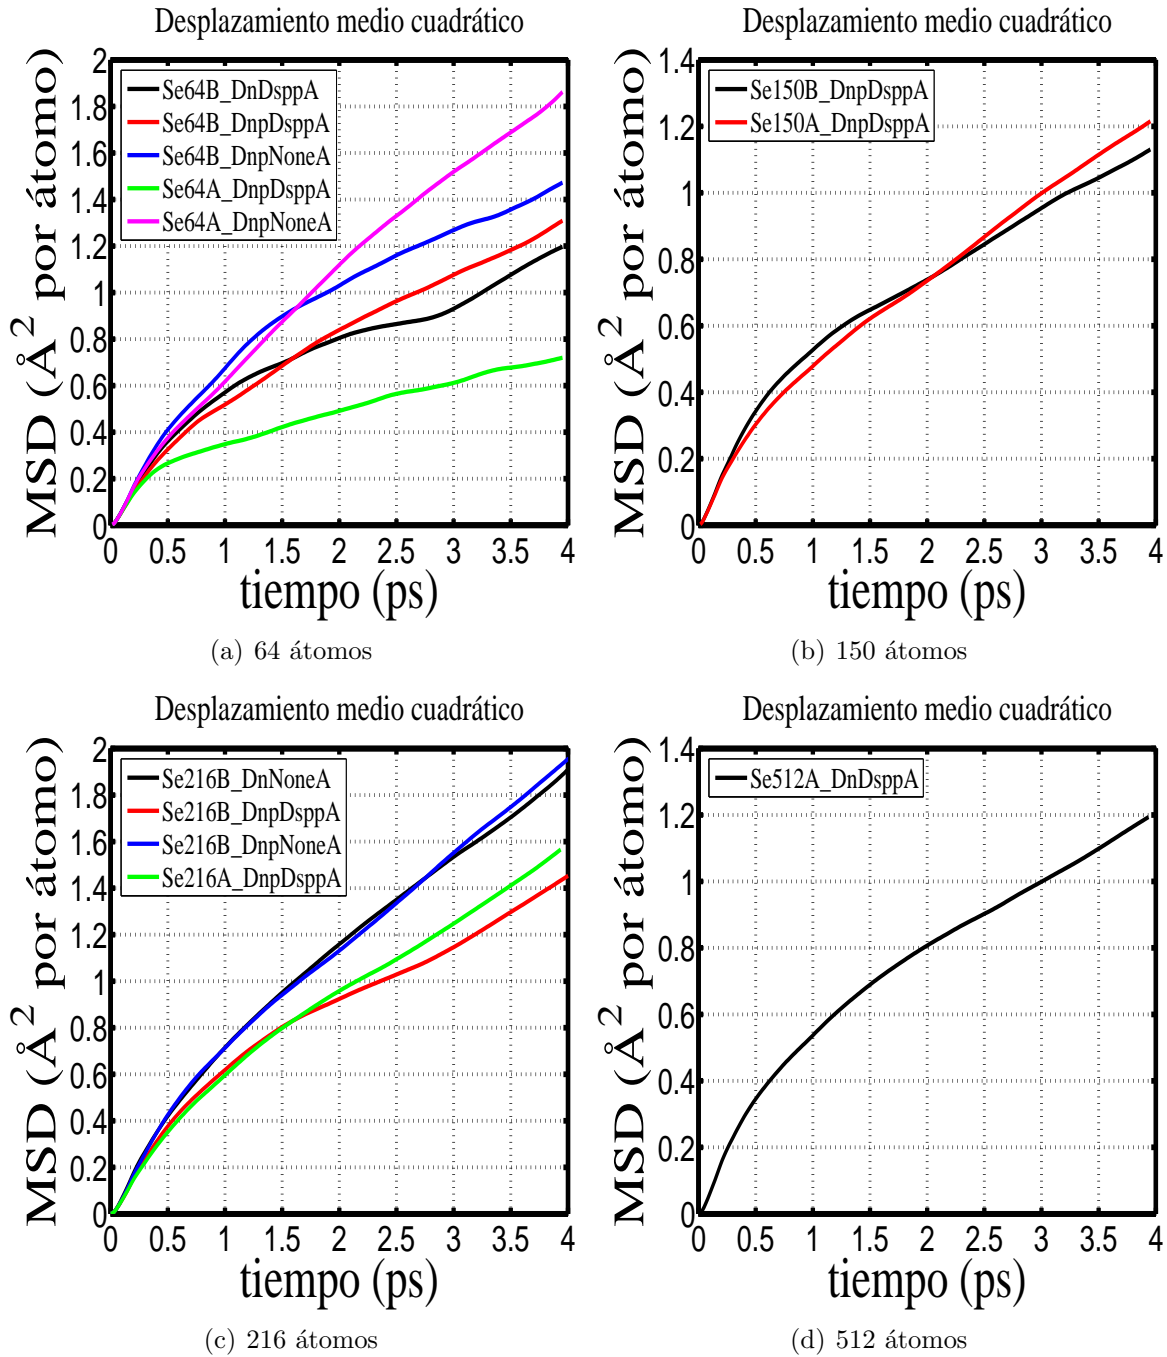 Desplazamiento medio cuadrático
MSD (Å² por átomo)
2
1.8
1.6
1.4
1.2
1
0.8
0.6
0.4
0.2
0
Se64B_DnDsppA
Se64B_DnpDsppA
Se64B_DnpNoneA
Se64A_DnpDsppA
Se64A_DnpNoneA
0 0.5 1 1.5 2 2.5 3 3.5 4
tiempo (ps)
(a) 64 átomos
Desplazamiento medio cuadrático
MSD (Å² por átomo)
1.4
1.2
1
0.8
0.6
0.4
0.2
0
Se150B_DnpDsppA
Se150A_DnpDsppA
0 0.5 1 1.5 2 2.5 3 3.5 4
tiempo (ps)
(b) 150 átomos
Desplazamiento medio cuadrático
MSD (Å² por átomo)
2
1.8
1.6
1.4
1.2
1
0.8
0.6
0.4
0.2
0
Se216B_DnNoneA
Se216B_DnpDsppA
Se216B_DnpNoneA
Se216A_DnpDsppA
0 0.5 1 1.5 2 2.5 3 3.5 4
tiempo (ps)
(c) 216 átomos
Desplazamiento medio cuadrático
MSD (Å² por átomo)
1.4
1.2
1
0.8
0.6
0.4
0.2
0
Se512A_DnDsppA
0 0.5 1 1.5 2 2.5 3 3.5 4
tiempo (ps)
(d) 512 átomos